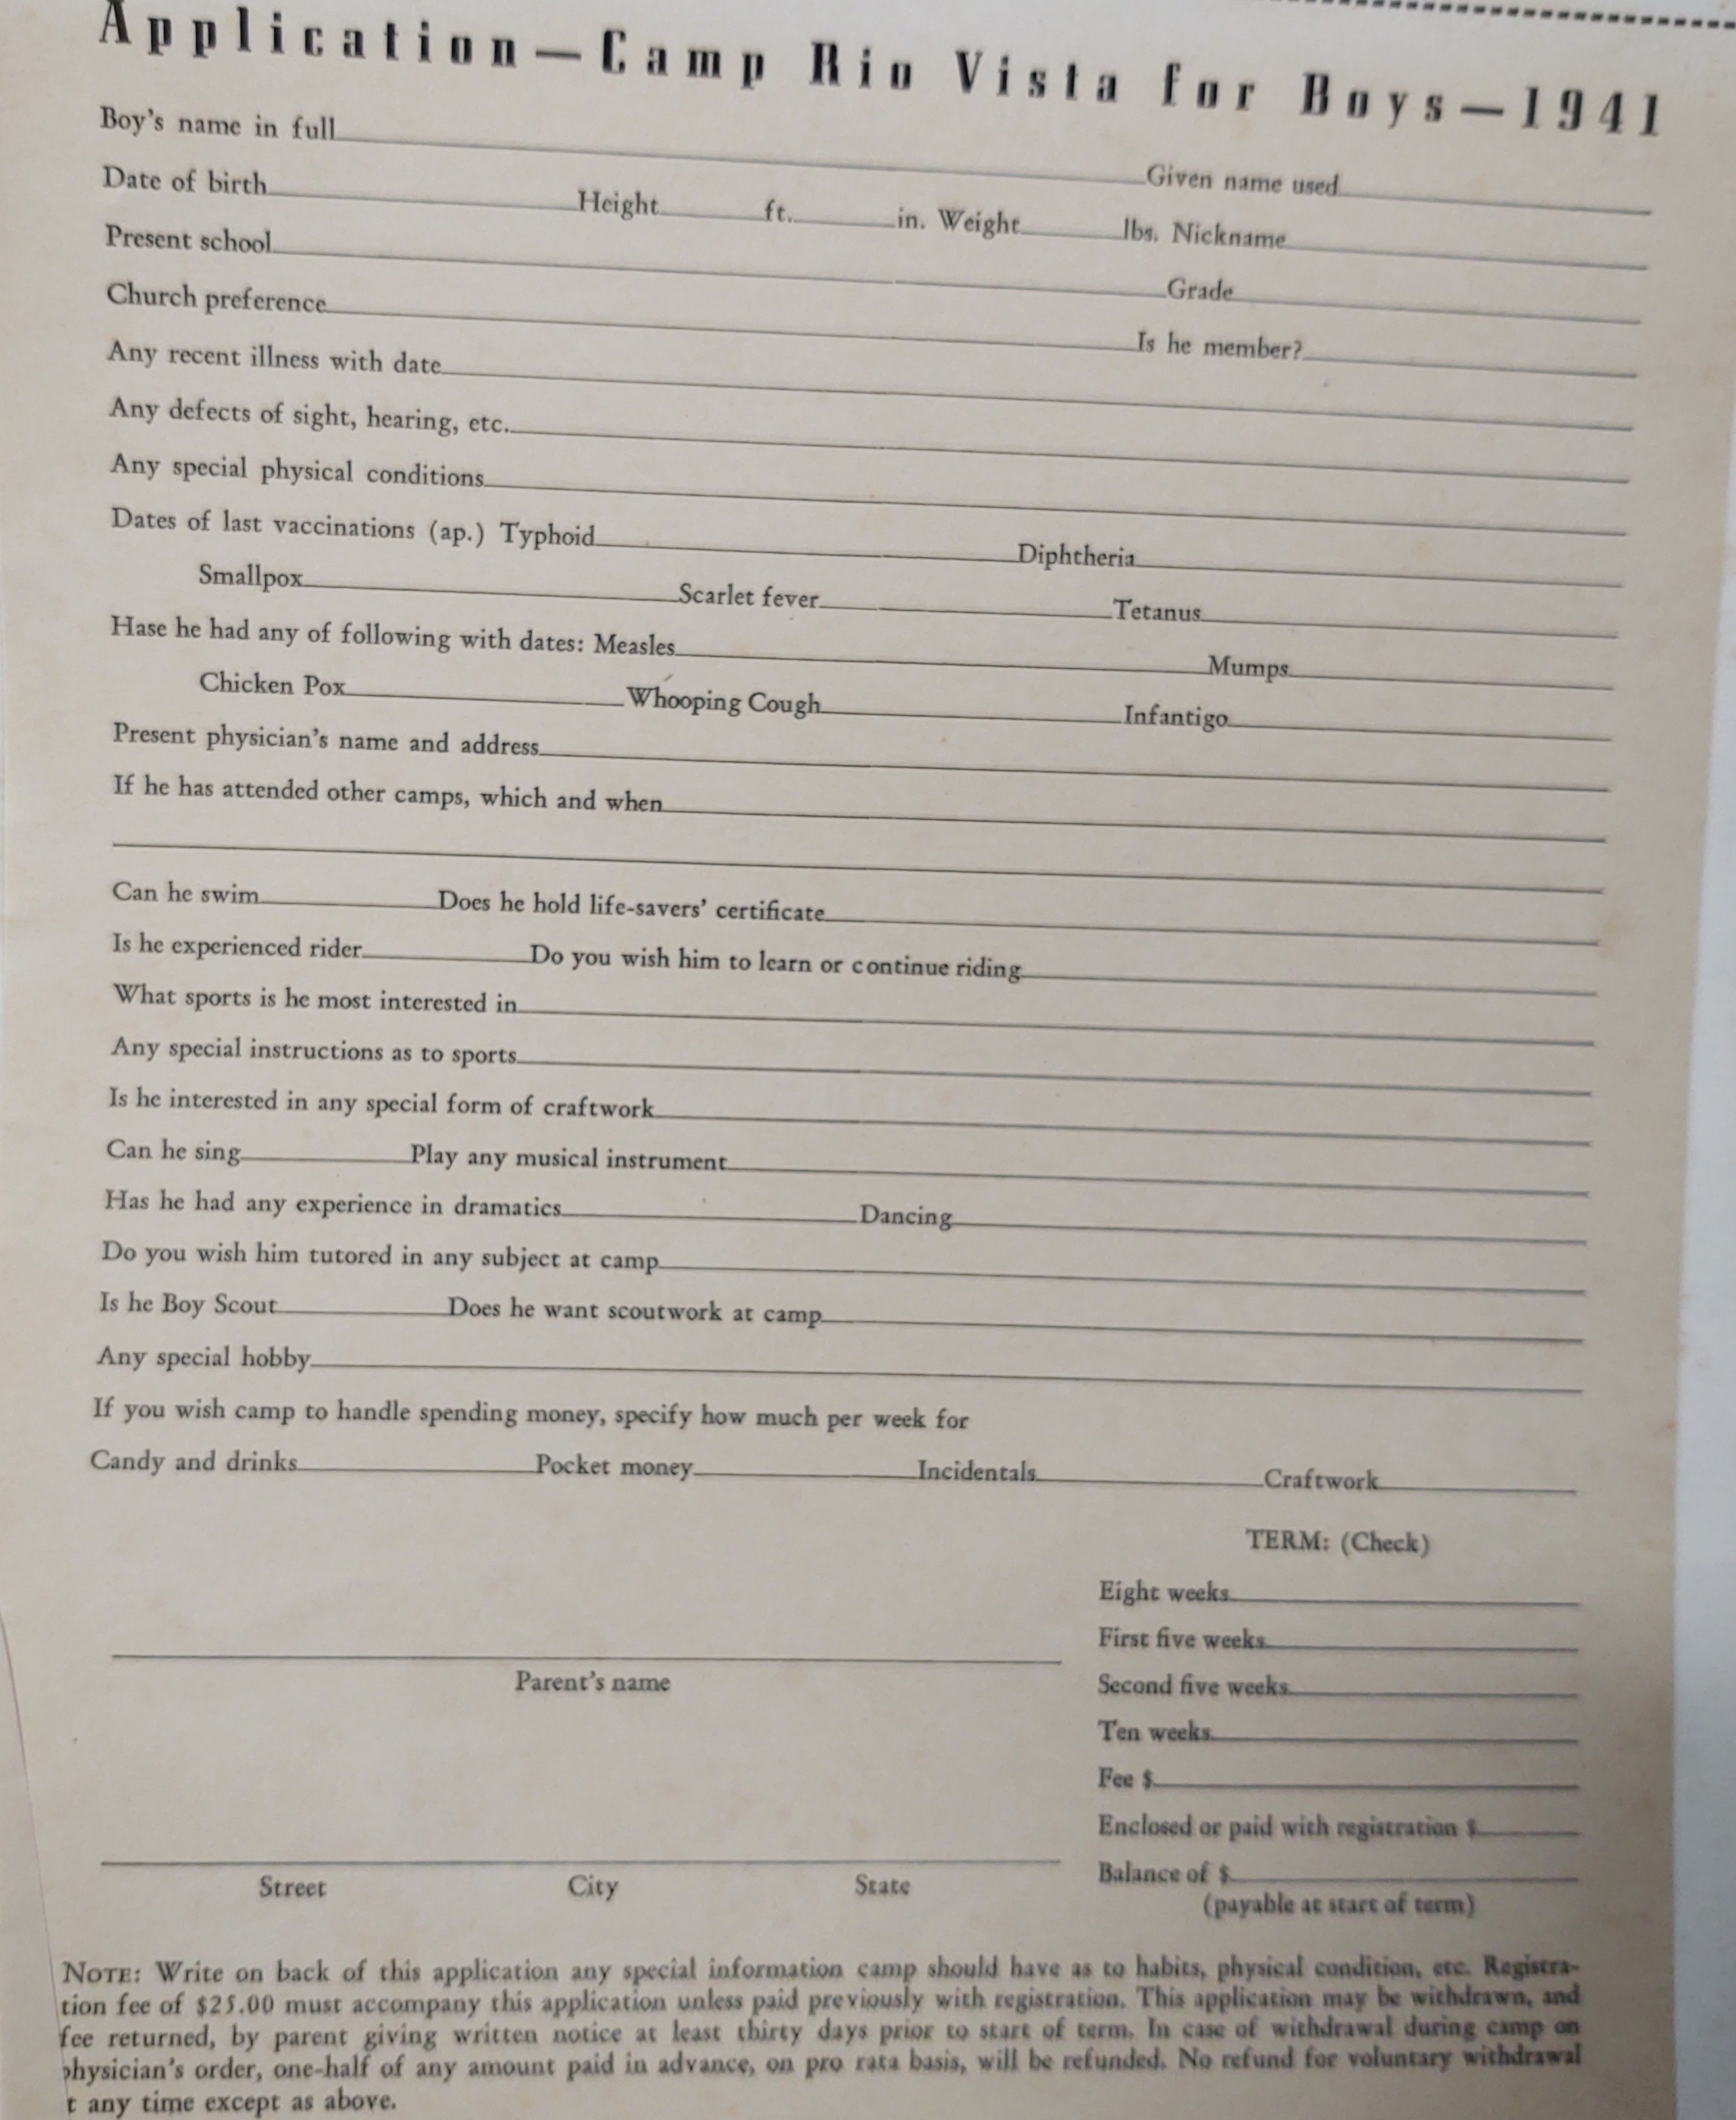 Application—Camp Rio Vista for Boys—1941
Boy's name in full Given name used
Date of birth Height ft. in. Weight lbs. Nickname
Present school Grade
Church preference Is he member?
Any recent illness with date
Any defects of sight, hearing, etc.
Any special physical conditions
Dates of last vaccinations (ap.) Typhoid Diphtheria
Smallpox Scarlet fever Tetanus
Hase he had any of following with dates: Measles Mumps
Chicken Pox Whooping Cough Infantigo
Present physician's name and address
If he has attended other camps, which and when
Can he swim Does he hold life-savers' certificate
Is he experienced rider Do you wish him to learn or continue riding
What sports is he most interested in
Any special instructions as to sports
Is he interested in any special form of craftwork
Can he sing Play any musical instrument
Has he had any experience in dramatics Dancing
Do you wish him tutored in any subject at camp
Is he Boy Scout Does he want scoutwork at camp
Any special hobby
If you wish camp to handle spending money, specify how much per week for
Candy and drinks Pocket money Incidentals Craftwork
TERM: (Check)
Eight weeks
First five weeks
Parent's name
Second five weeks
Ten weeks
Fee $
Enclosed or paid with registration $
Balance of $
Street City State
(payable at start of term)
NOTE: Write on back of this application any special information camp should have as to habits, physical condition, etc. Registra-
tion fee of $25.00 must accompany this application unless paid previously with registration. This application may be withdrawn, and
fee returned, by parent giving written notice at least thirty days prior to start of term. In case of withdrawal during camp on
physician's order, one-half of any amount paid in advance, on pro rata basis, will be refunded. No refund for voluntary withdrawal
t any time except as above.